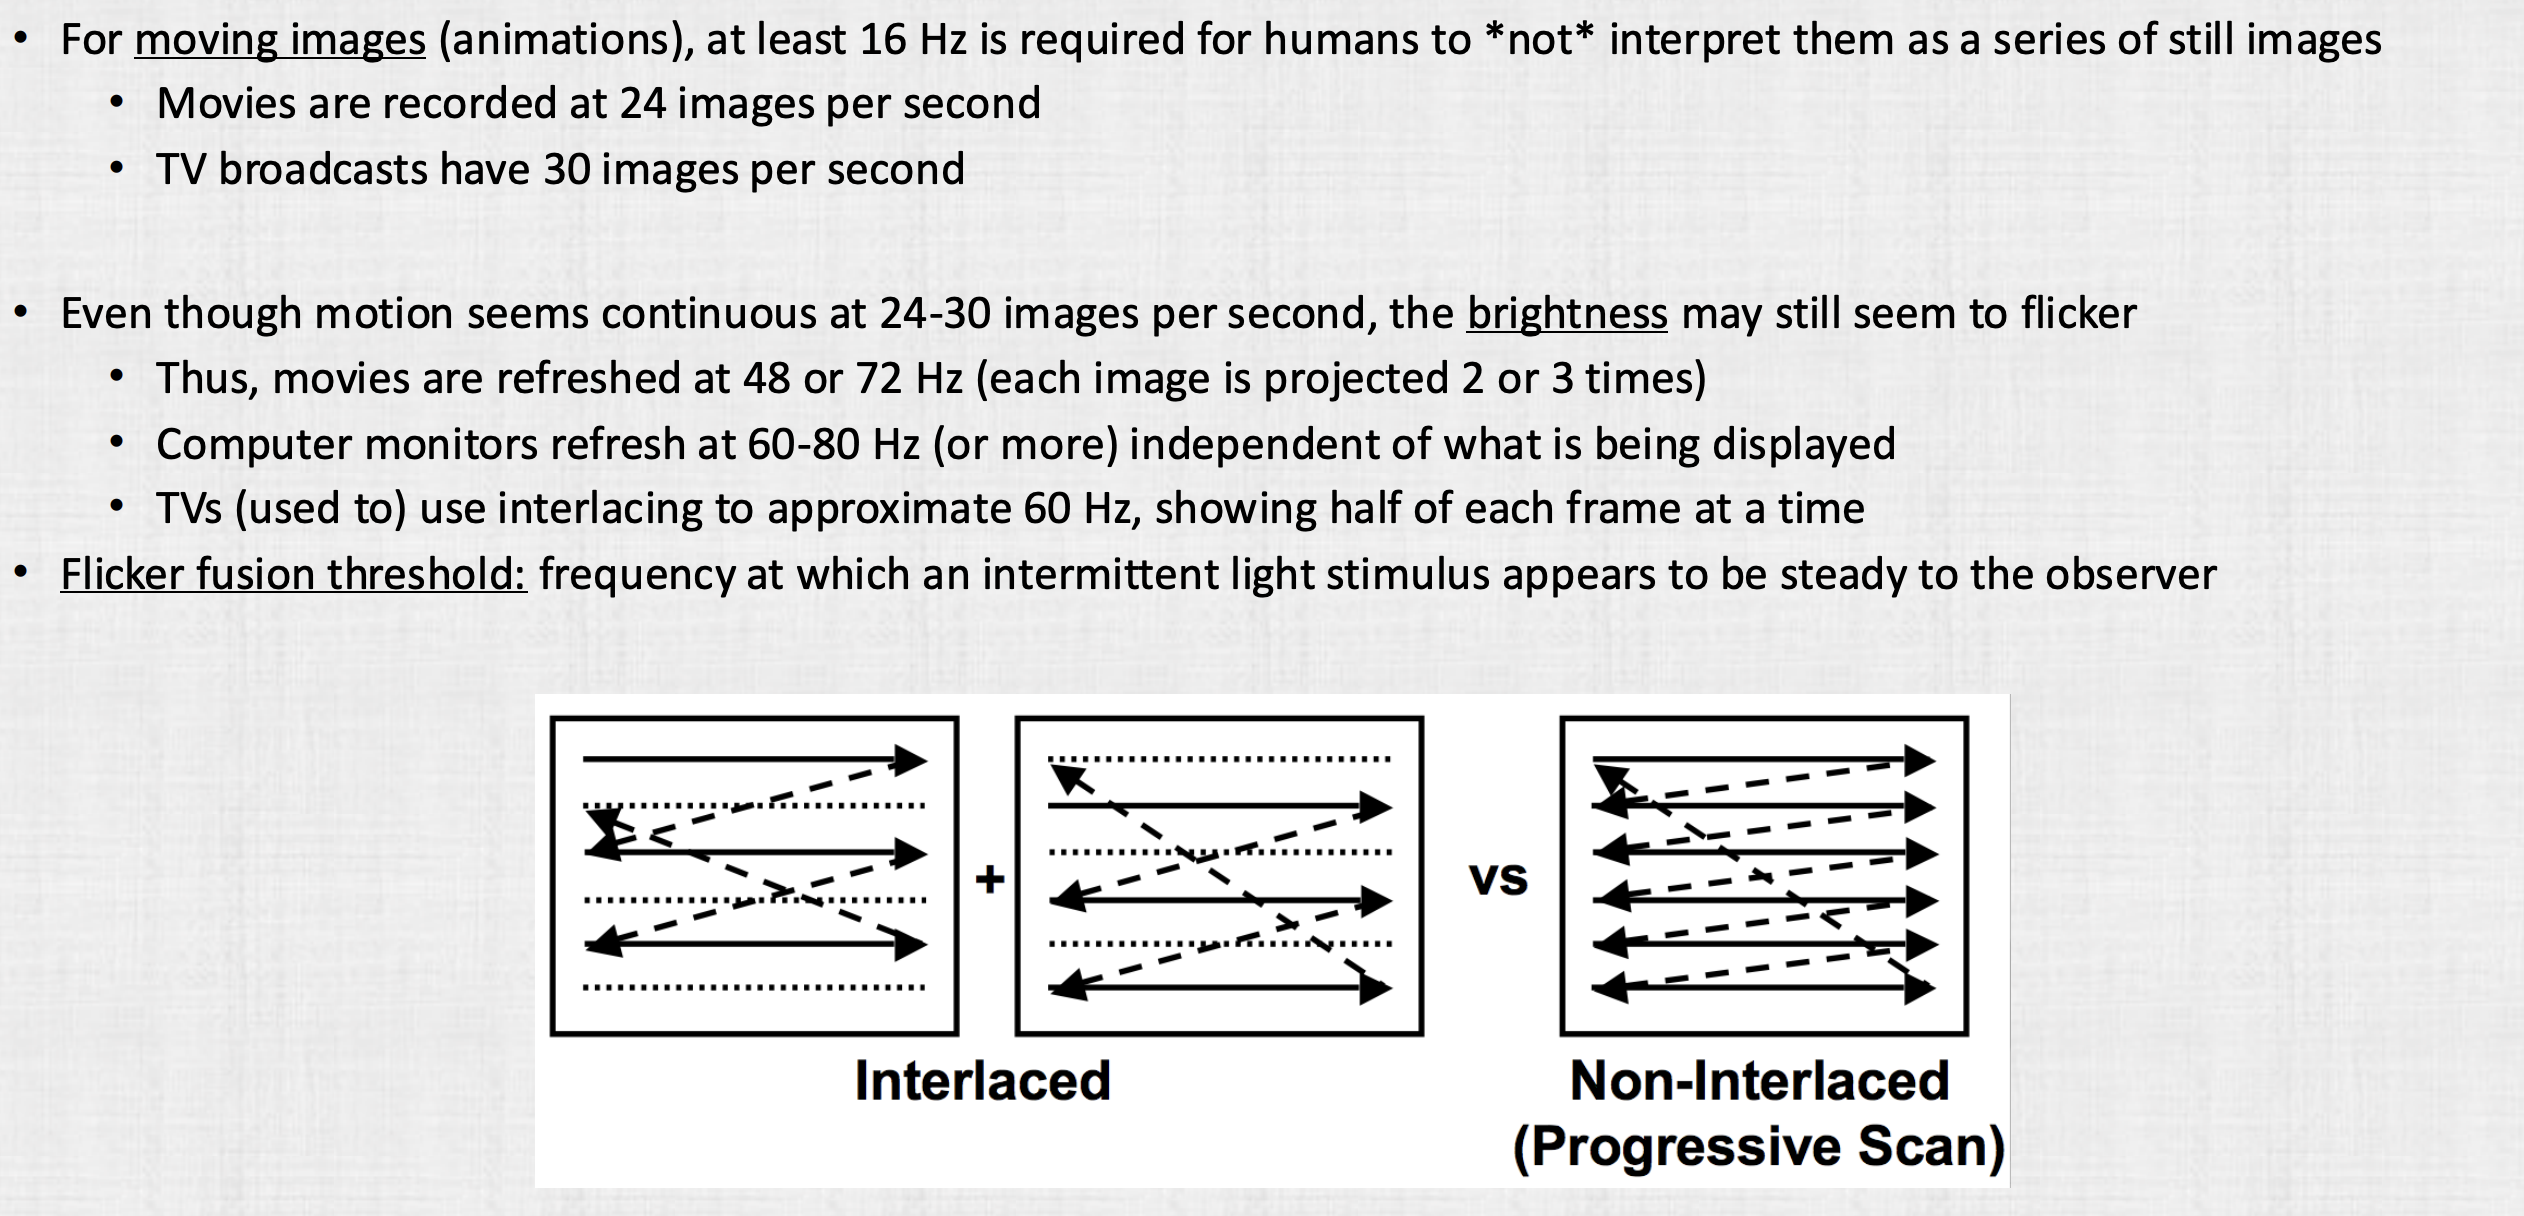 • For moving images (animations), at least 16 Hz is required for humans to *not* interpret them as a series of still images
• Movies are recorded at 24 images per second
• TV broadcasts have 30 images per second
• Even though motion seems continuous at 24-30 images per second, the brightness may still seem to flicker
• Thus, movies are refreshed at 48 or 72 Hz (each image is projected 2 or 3 times)
• Computer monitors refresh at 60-80 Hz (or more) independent of what is being displayed
• TVs (used to) use interlacing to approximate 60 Hz, showing half of each frame at a time
• Flicker fusion threshold: frequency at which an intermittent light stimulus appears to be steady to the observer
+ vs
Interlaced
Non-Interlaced
(Progressive Scan)